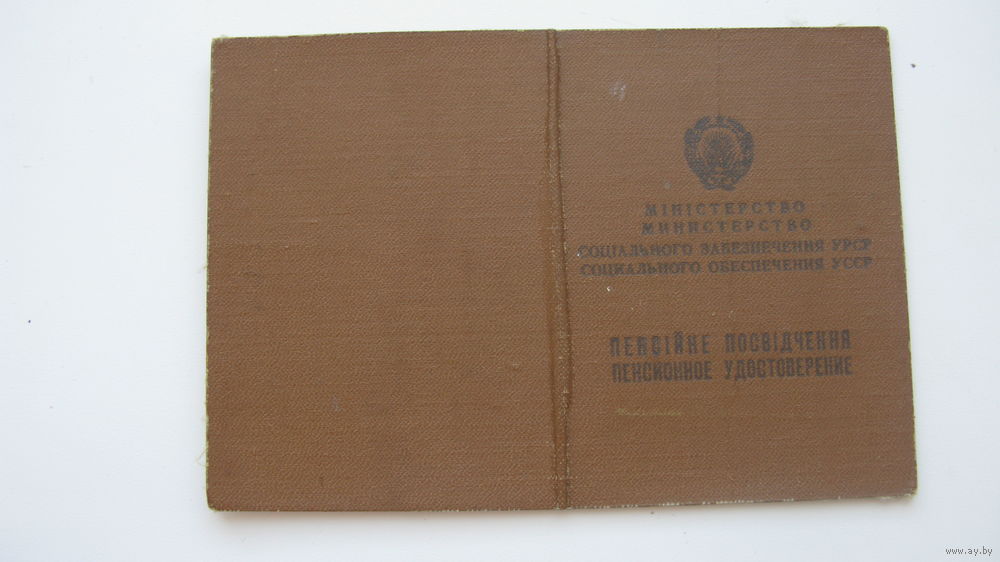 МІНІСТЕРСТВО
МИНИСТЕРСТВО
СОЦІАЛЬНОГО ЗАБЕЗПЕЧЕННЯ УРСР
СОЦИАЛЬНОГО ОБЕСПЕЧЕНИЯ УССР
ПЕНСІЙНЕ ПОСВІДЧЕННЯ
ПЕНСИОННОЕ УДОСТОВЕРЕНИЕ
www.ay.by